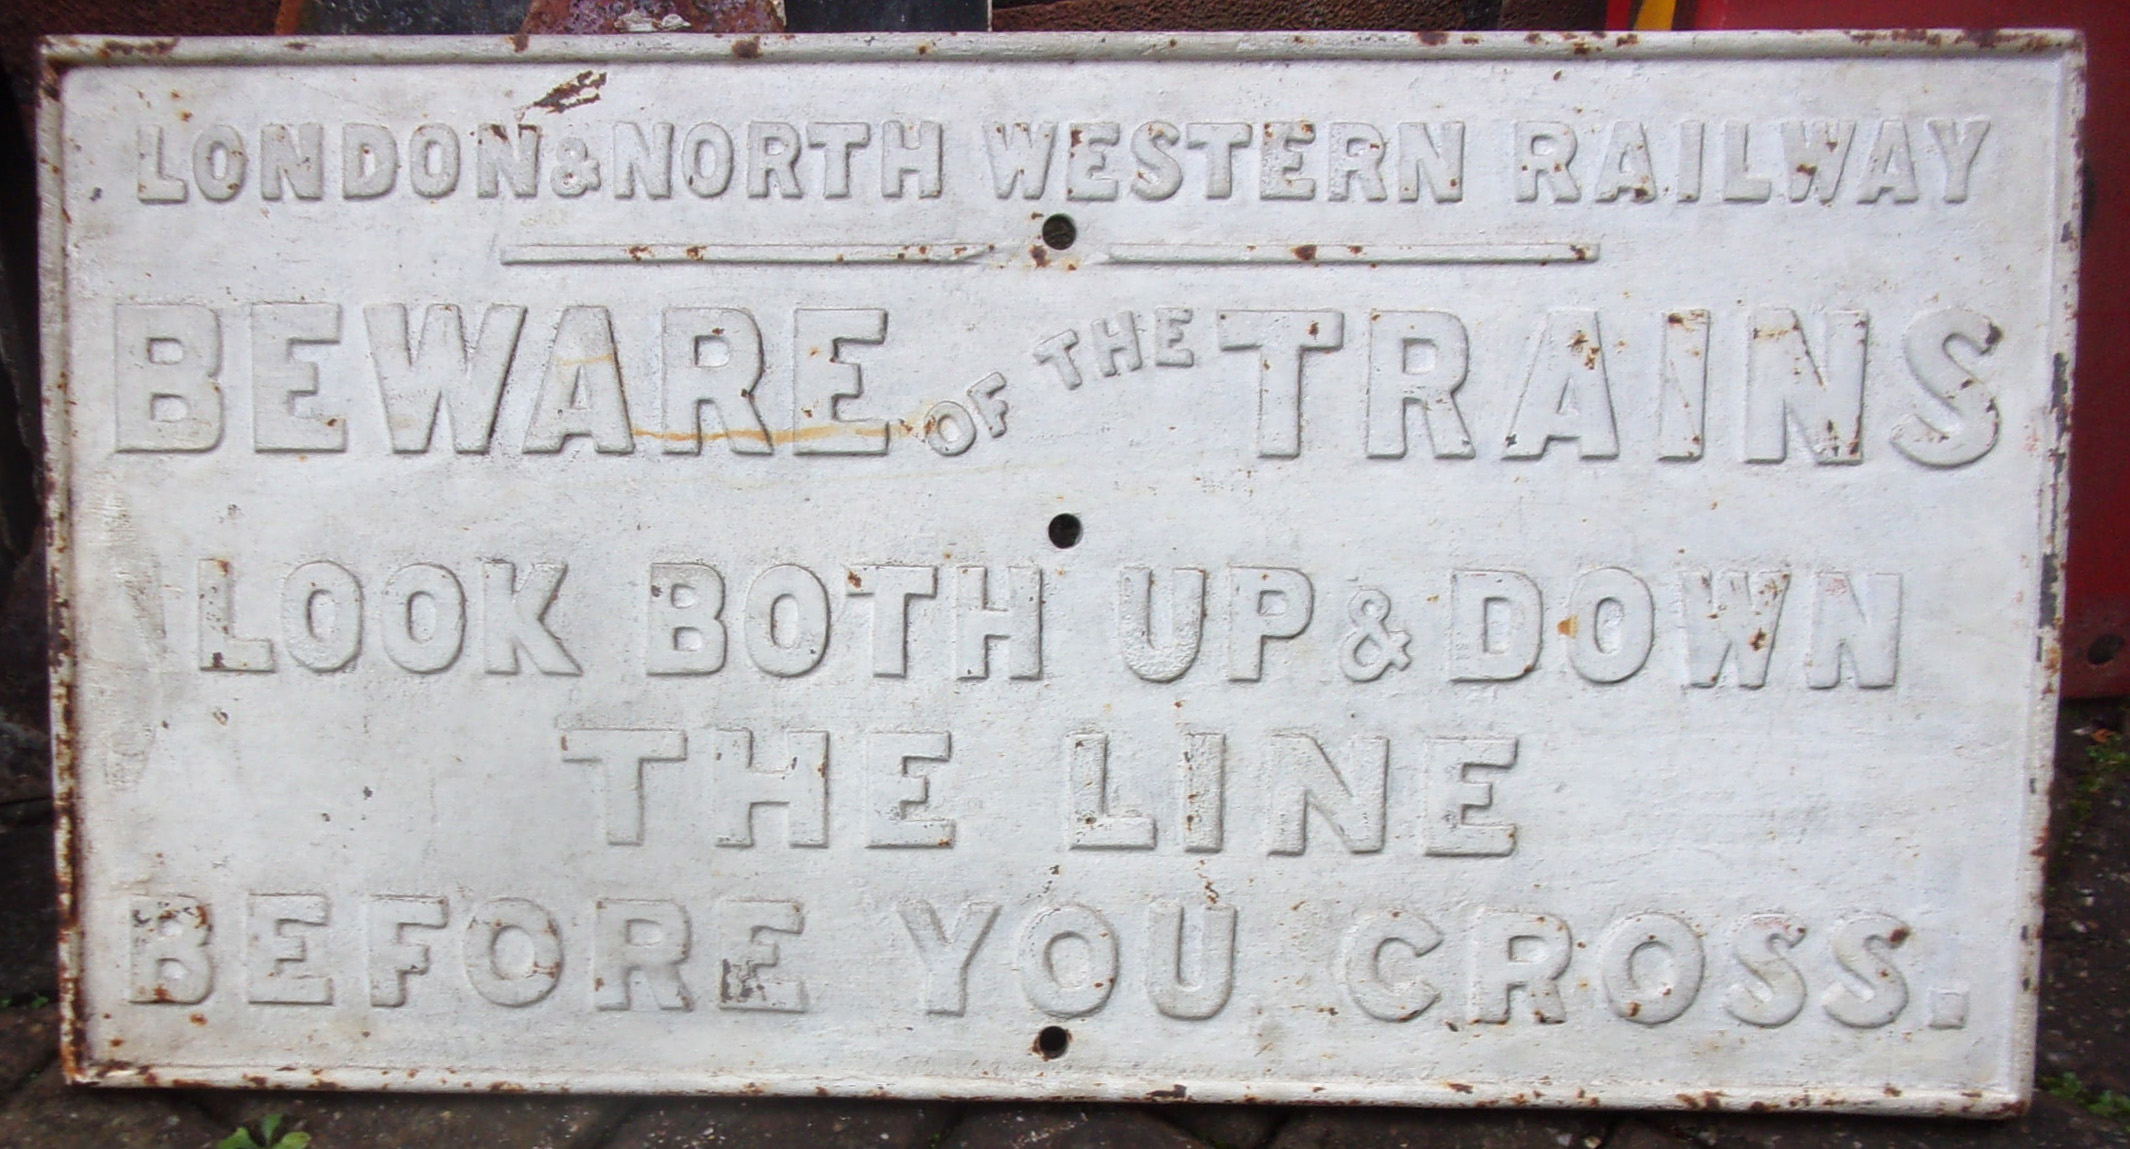 LONDON & NORTH WESTERN RAILWAY
BEWARE OF THE TRAINS
LOOK BOTH UP & DOWN
THE LINE
BEFORE YOU CROSS.